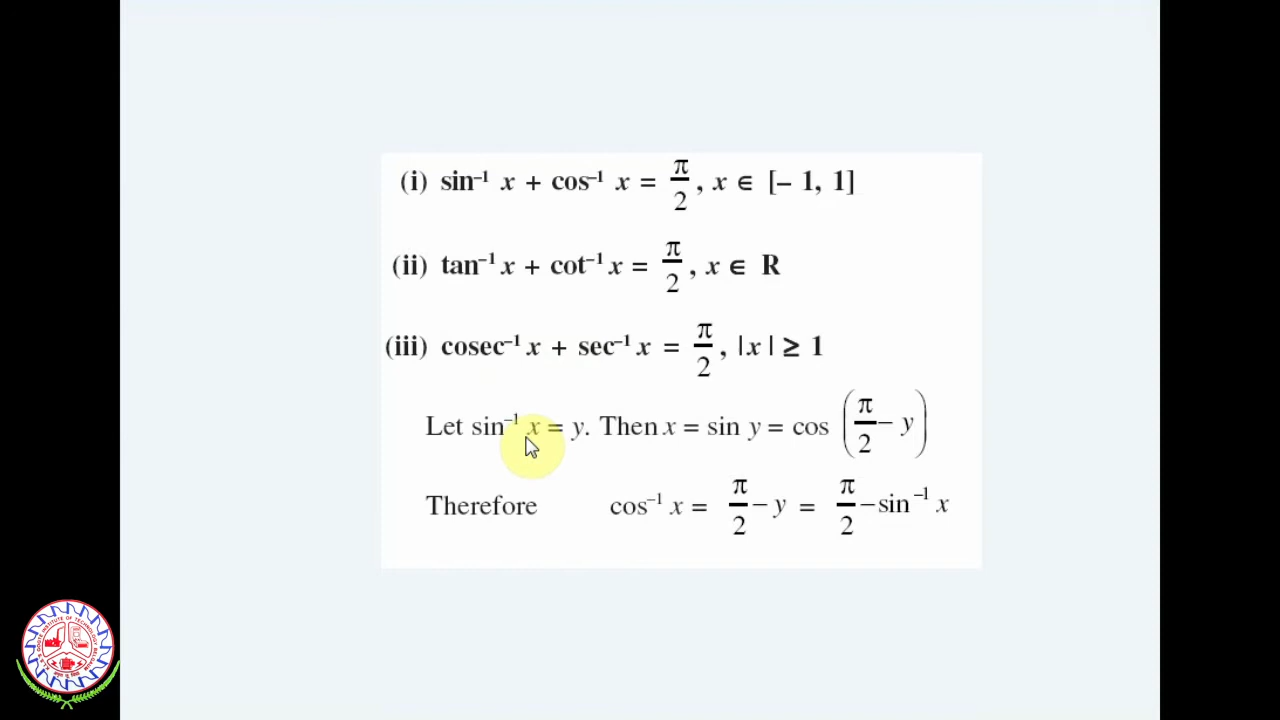 (i) sin⁻¹ x + cos⁻¹ x = π/2, x ∈ [– 1, 1]
(ii) tan⁻¹ x + cot⁻¹ x = π/2, x ∈ R
(iii) cosec⁻¹ x + sec⁻¹ x = π/2, |x| ≥ 1
Let sin⁻¹ x = y. Then x = sin y = cos (π/2 – y)
Therefore cos⁻¹ x = π/2 – y = π/2 – sin⁻¹ x